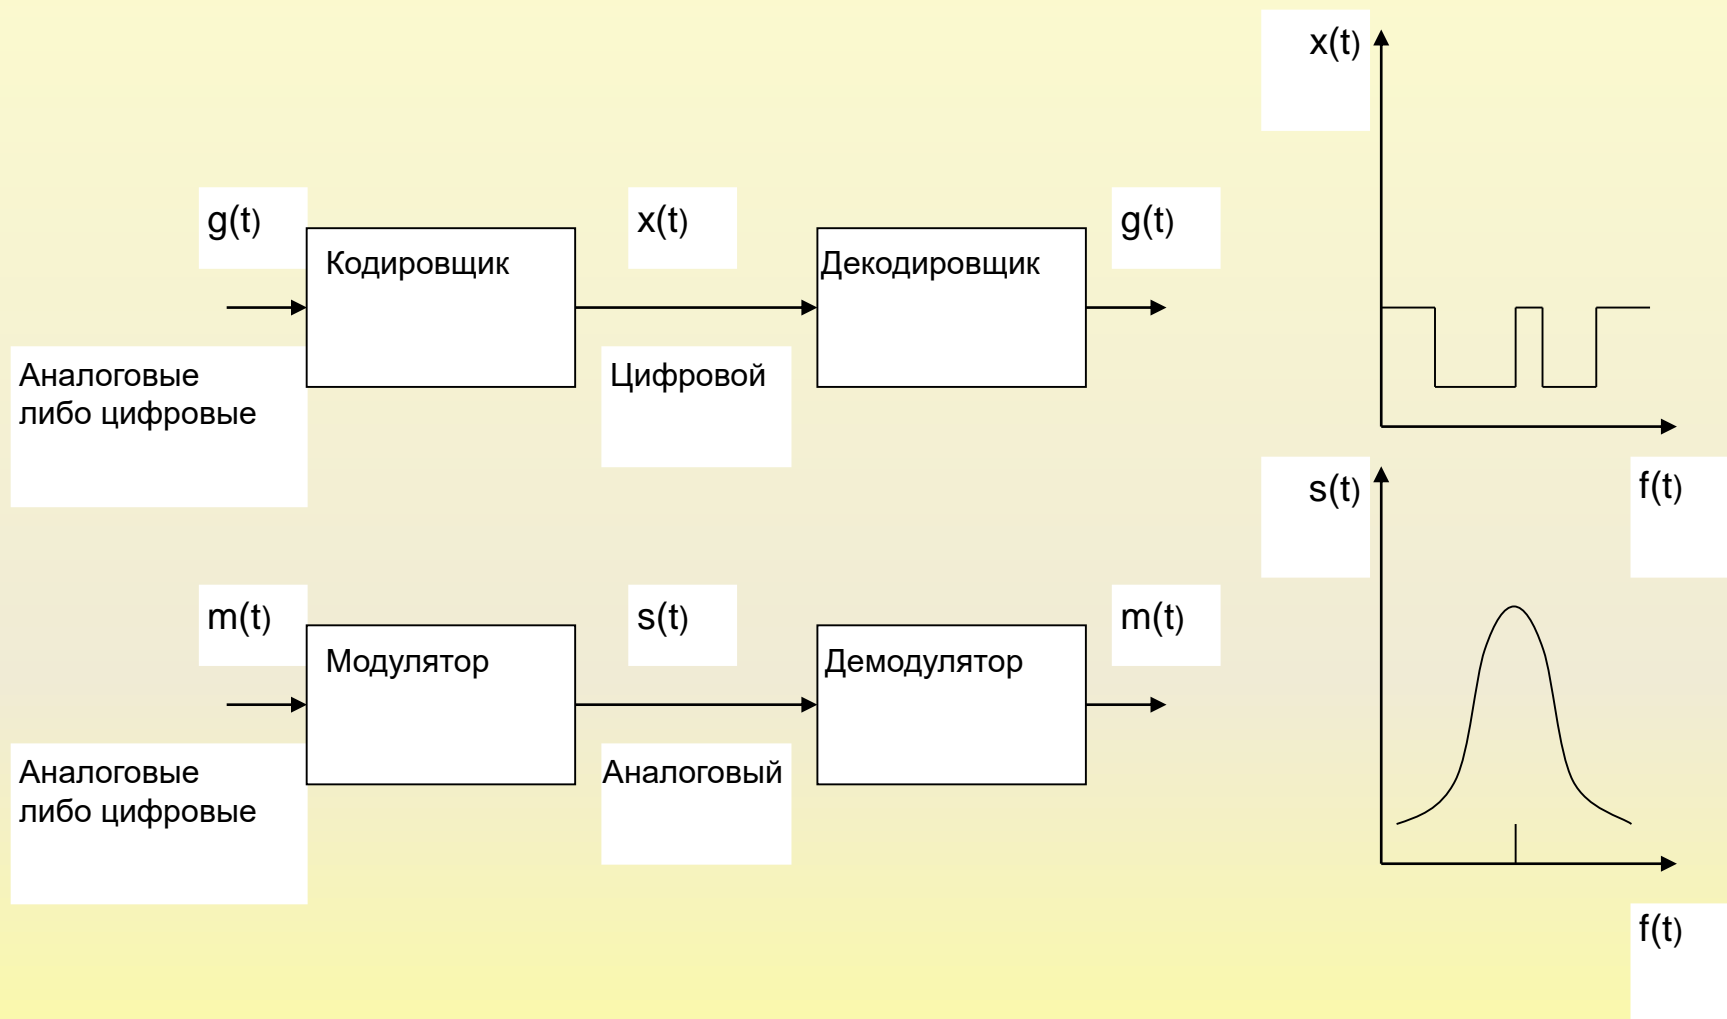 x(t)
g(t)
x(t)
g(t)
Кодировщик
Декодировщик
Аналоговые
либо цифровые
Цифровой
s(t)
f(t)
m(t)
s(t)
m(t)
Модулятор
Демодулятор
Аналоговые
либо цифровые
Аналоговый
f(t)